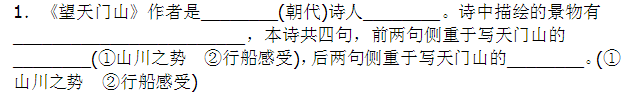 1. 《望天门山》作者是________(朝代)诗人________。诗中描绘的景物有
________________________，本诗共四句，前两句侧重于写天门山的
________(①山川之势　②行船感受)，后两句侧重于写天门山的________。(①
山川之势　②行船感受)